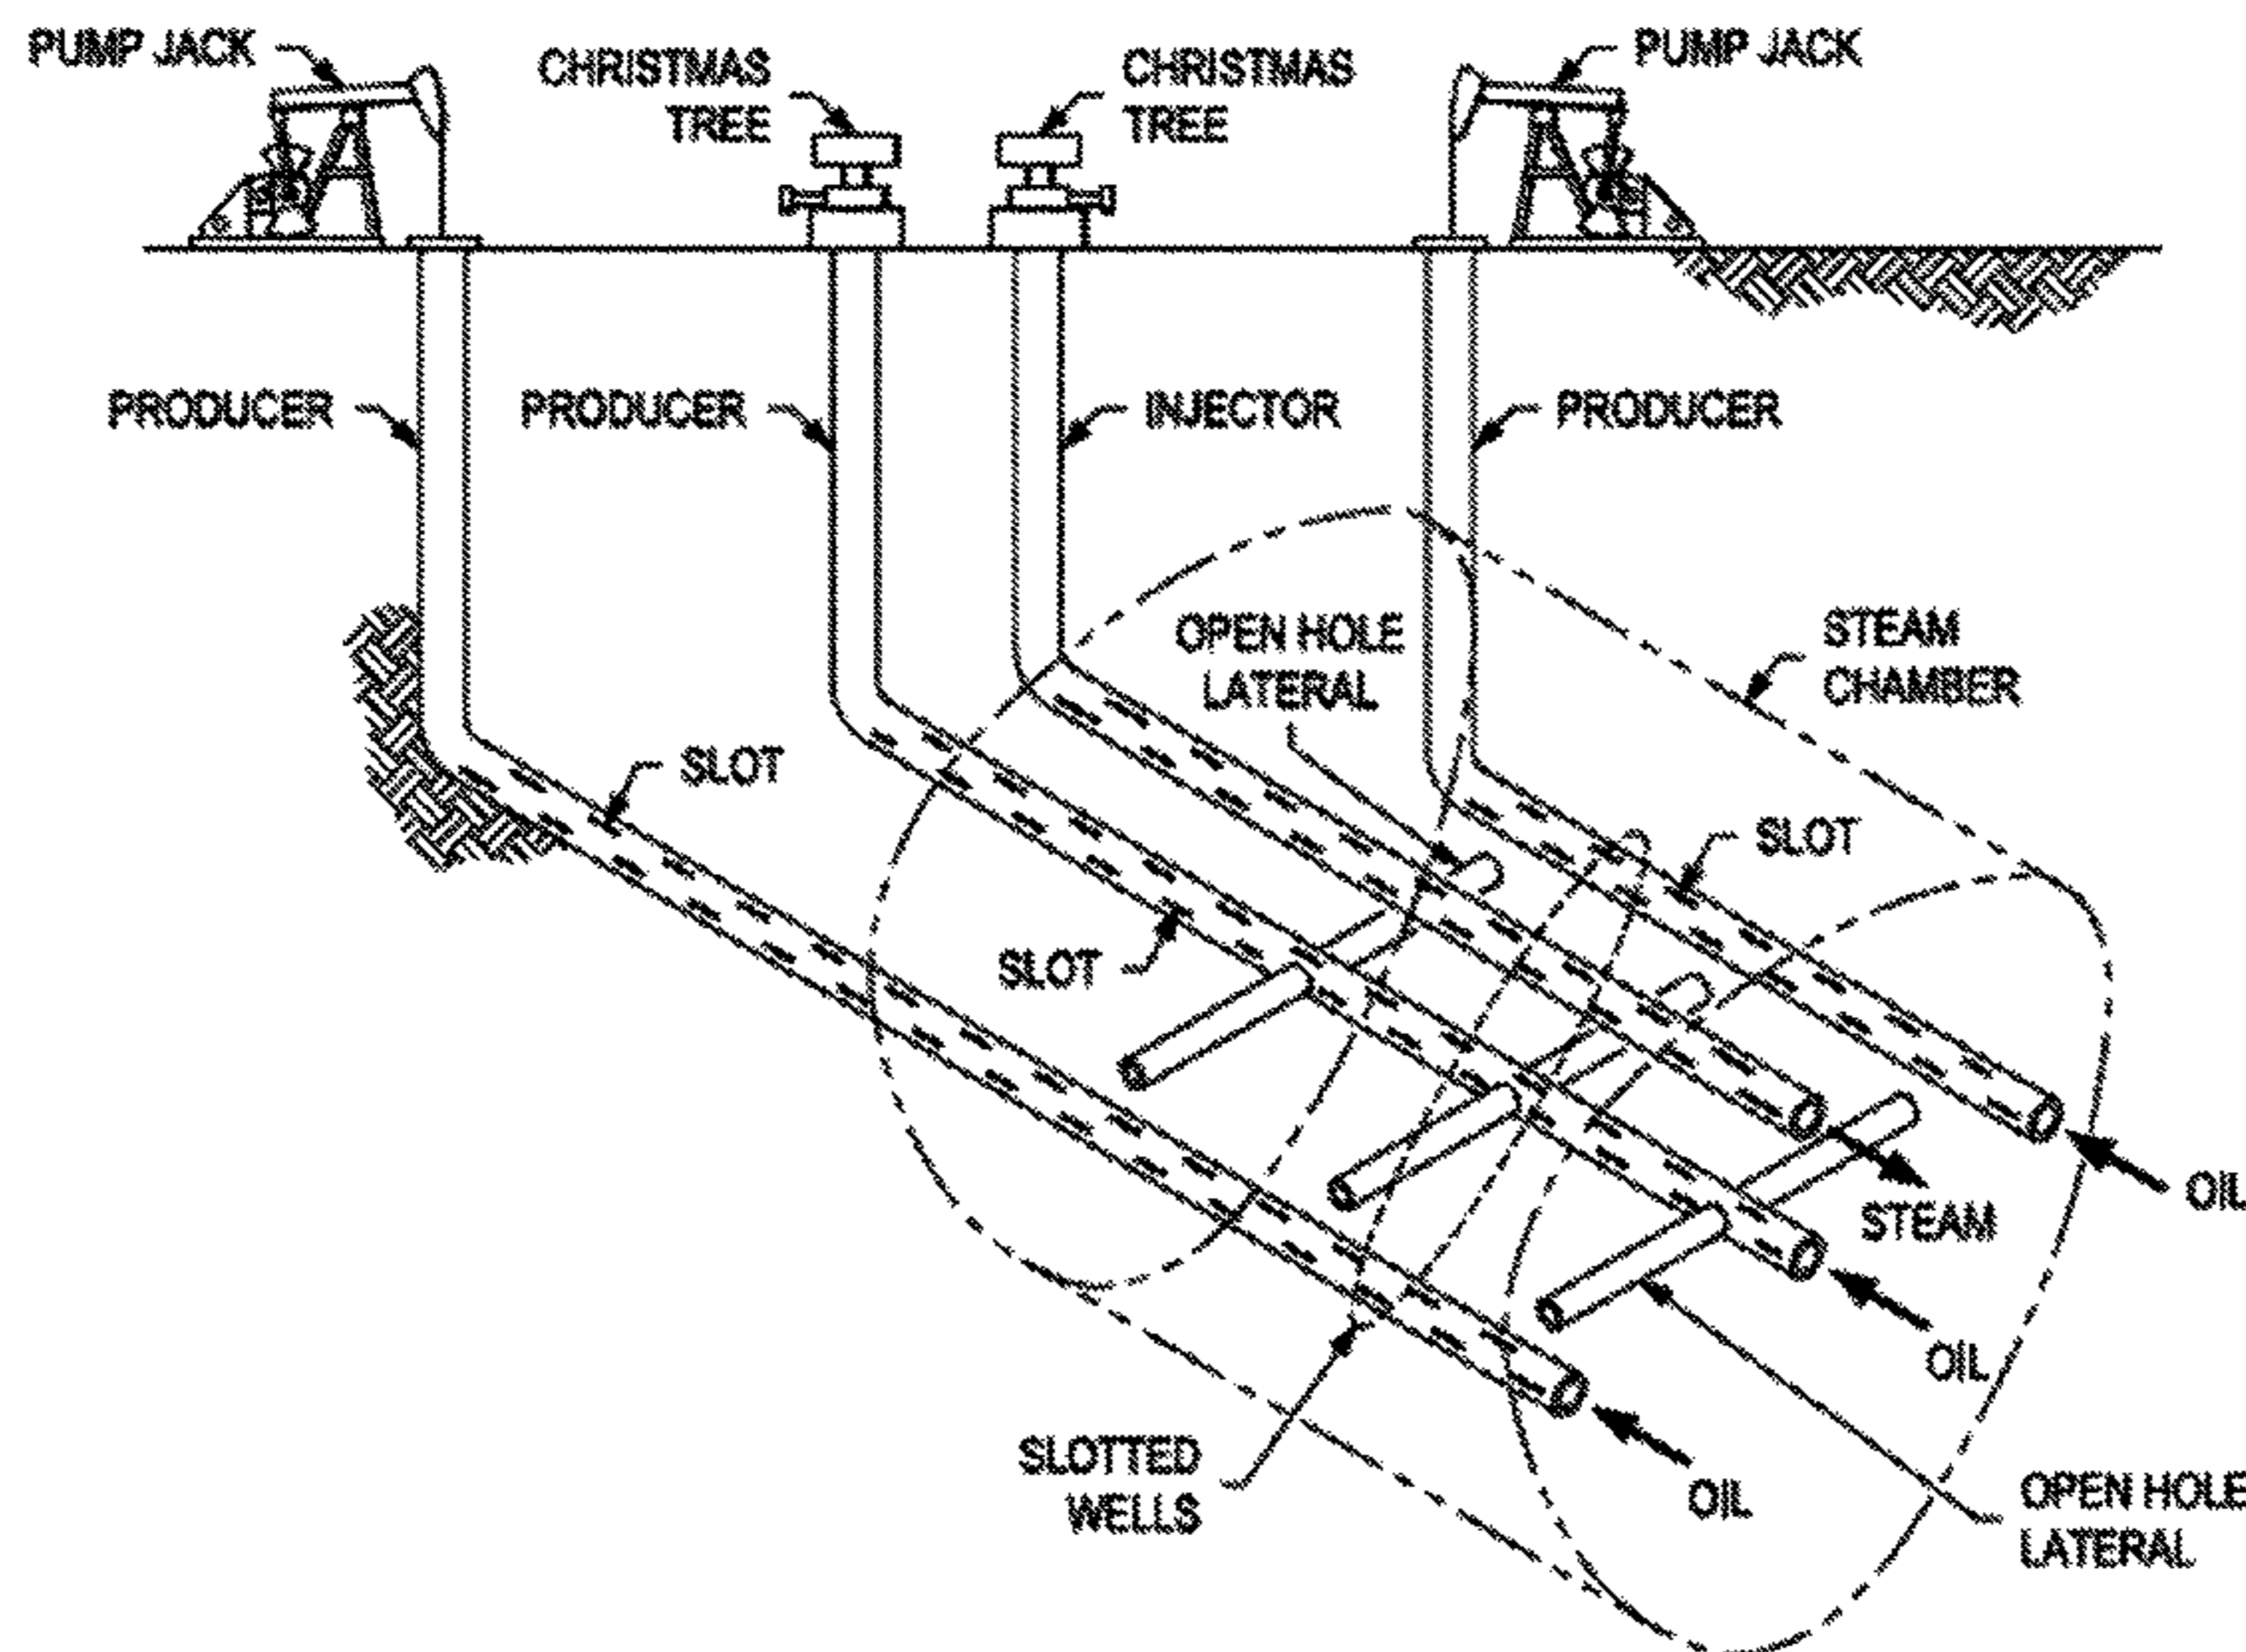 PUMP JACK
CHRISTMAS
TREE
CHRISTMAS
TREE
PUMP JACK
PRODUCER
PRODUCER
INJECTOR
PRODUCER
OPEN HOLE
LATERAL
STEAM
CHAMBER
SLOT
SLOT
SLOT
OIL
STEAM
OIL
SLOTTED
WELLS
OIL
OPEN HOLE
LATERAL